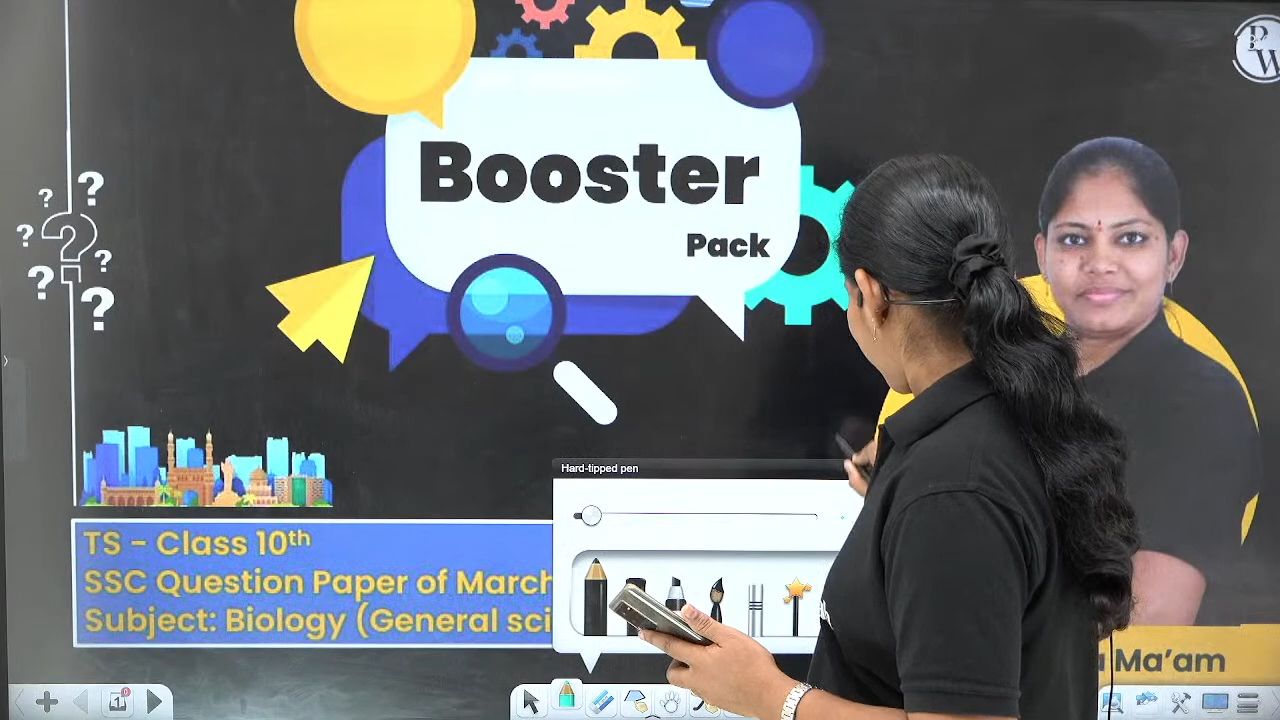 Booster
Pack
PW
Hard-tipped pen
TS - Class 10th
SSC Question Paper of March
Subject: Biology (General sci
Ma'am